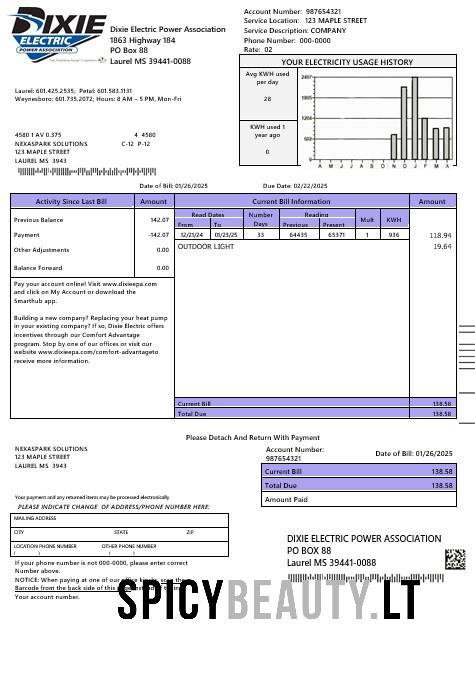 DIXIE
ELECTRIC
POWER ASSOCIATION
Dixie Electric Power Association
1863 Highway 184
PO Box 88
Laurel MS 39441-0088
Account Number: 987654321
Service Location: 123 MAPLE STREET
Service Description: COMPANY
Phone Number: 000-0000
Rate: 02
YOUR ELECTRICITY USAGE HISTORY
Avg KWH used
per day
28
KWH used 1
year ago
0
2407
1805
1204
602
0
A M J J A S O N D J F M A
Laurel: 601.425.2535; Petal: 601.583.1131
Waynesboro: 601.735.2072; Hours: 8 AM – 5 PM, Mon-Fri
4580 1 AV 0.375 4 4580
NEXASPARK SOLUTIONS C-12 P-12
123 MAPLE STREET
LAUREL MS 3943
Date of Bill: 01/26/2025 Due Date: 02/22/2025
Activity Since Last Bill Amount Current Bill Information Amount
Previous Balance 142.07
Payment -142.07
Other Adjustments 0.00
Balance Forward 0.00
Read Dates Number Reading Mult KWH
From To Days Previous Present
12/21/24 01/23/25 33 64435 65371 1 936 118.94
OUTDOOR LIGHT 19.64
Pay your account online! Visit www.dixieepa.com
and click on My Account or download the
Smarthub app.
Building a new company? Replacing your heat pump
in your existing company? If so, Dixie Electric offers
incentives through our Comfort Advantage
program. Stop by one of our offices or visit our
website www.dixieepa.com/comfort-advantageto
receive more information.
Current Bill 138.58
Total Due 138.58
Please Detach And Return With Payment
NEXASPARK SOLUTIONS
123 MAPLE STREET
LAUREL MS 3943
Account Number:
987654321
Date of Bill: 01/26/2025
Current Bill 138.58
Total Due 138.58
Amount Paid
Your payment and any returned items may be processed electronically
PLEASE INDICATE CHANGE OF ADDRESS/PHONE NUMBER HERE:
MAILING ADDRESS
CITY STATE ZIP
LOCATION PHONE NUMBER OTHER PHONE NUMBER
( ) ( )
If your phone number is not 000-0000, please enter correct
Number above.
NOTICE: When paying at one of our office kiosks, scan the
Barcode from the back side of this
Your account number.
DIXIE ELECTRIC POWER ASSOCIATION
PO BOX 88
Laurel MS 39441-0088
SPICYBEAUTY.LT